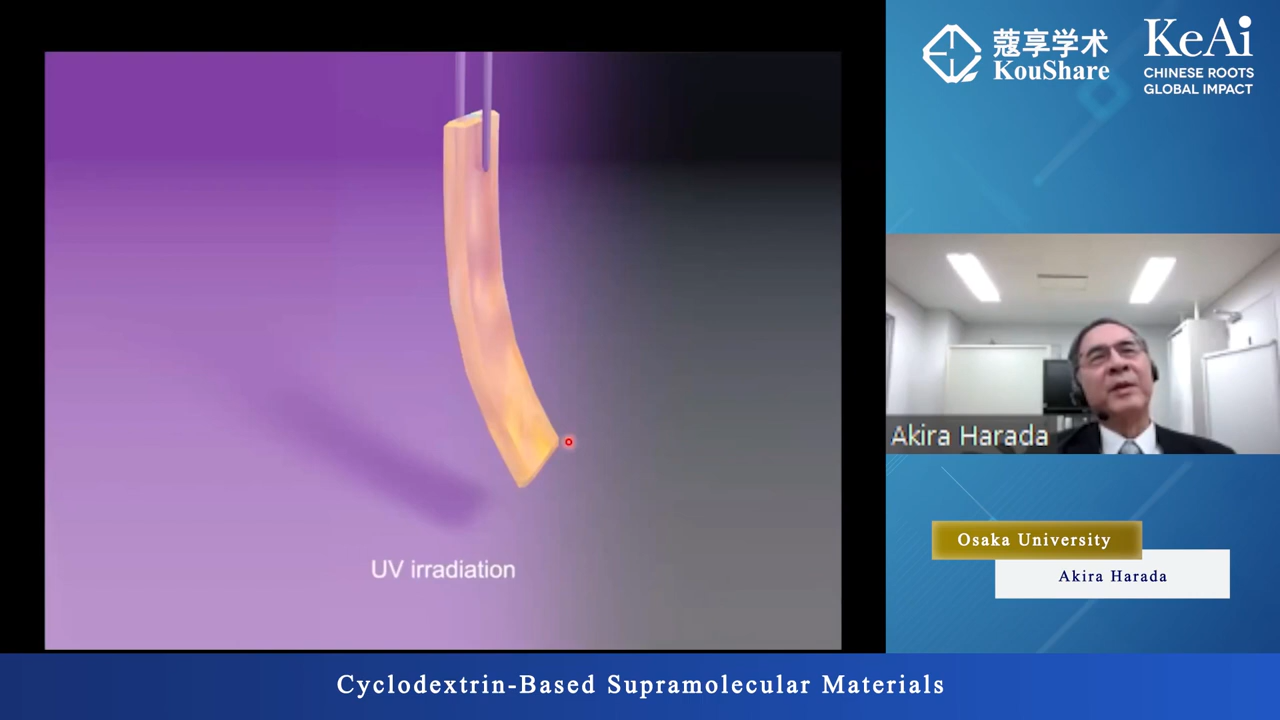 蔻享学术
KouShare
KeAi
CHINESE ROOTS
GLOBAL IMPACT
UV irradiation
Akira Harada
Osaka University
Akira Harada
Cyclodextrin-Based Supramolecular Materials